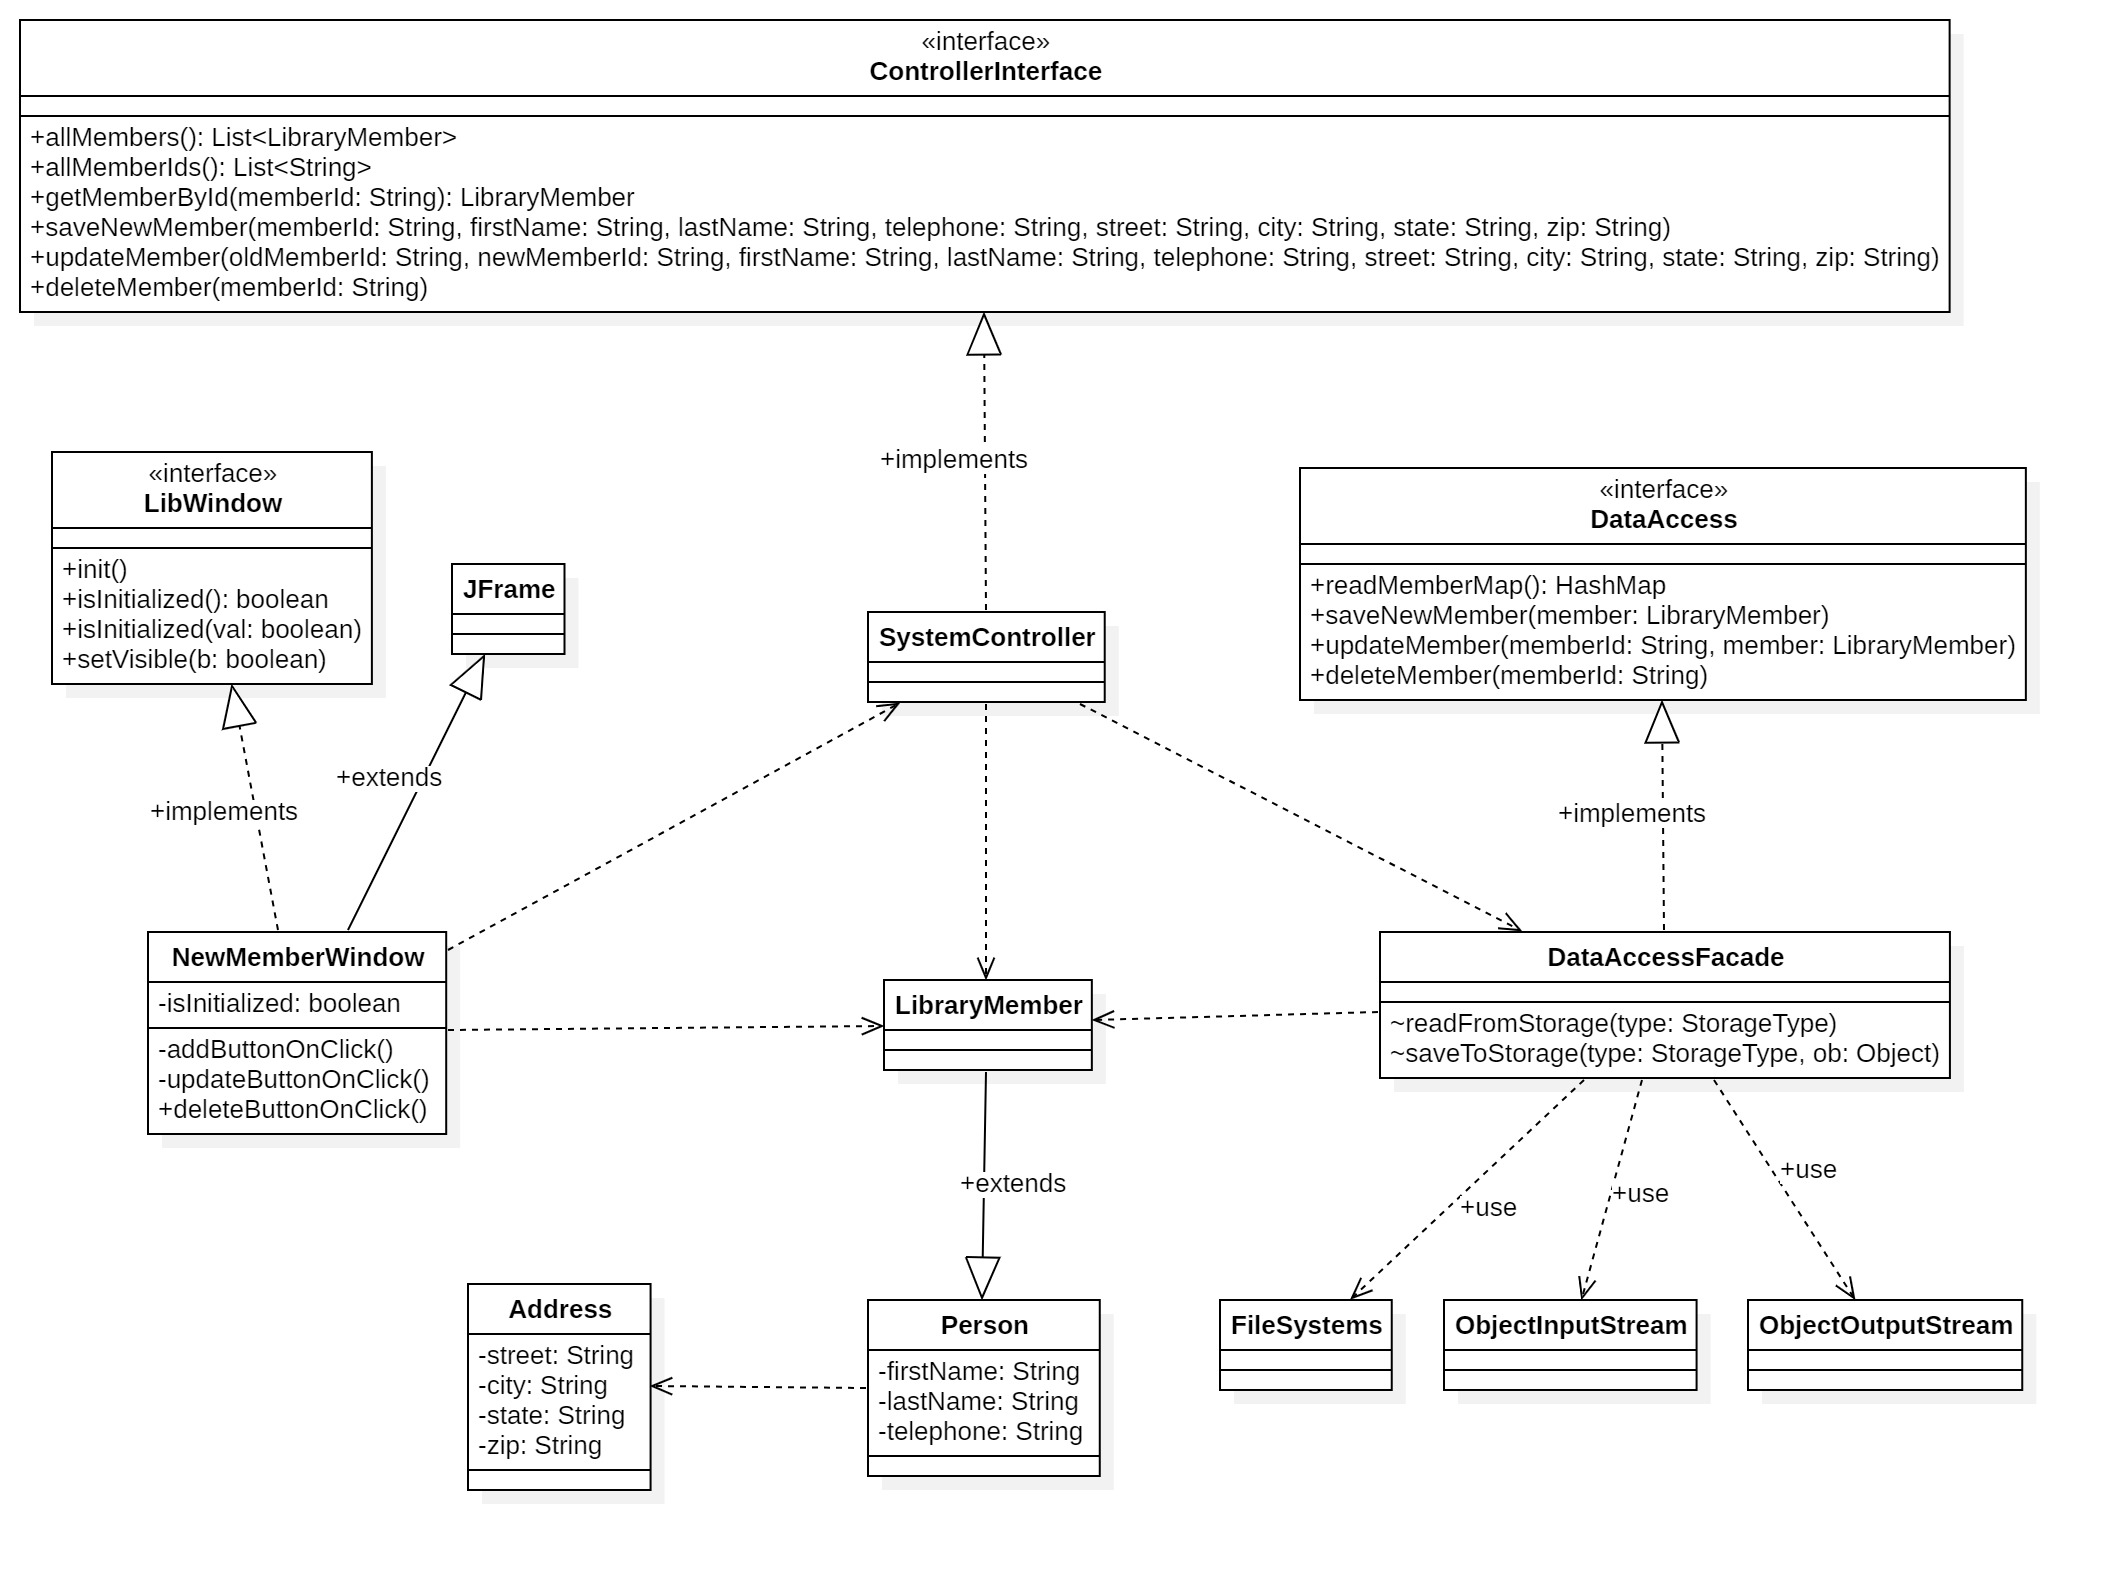 «interface»
ControllerInterface
+allMembers(): List<LibraryMember>
+allMemberIds(): List<String>
+getMemberById(memberId: String): LibraryMember
+saveNewMember(memberId: String, firstName: String, lastName: String, telephone: String, street: String, city: String, state: String, zip: String)
+updateMember(oldMemberId: String, newMemberId: String, firstName: String, lastName: String, telephone: String, street: String, city: String, state: String, zip: String)
+deleteMember(memberId: String)
+implements
«interface»
LibWindow
+init()
+isInitialized(): boolean
+isInitialized(val: boolean)
+setVisible(b: boolean)
JFrame
SystemController
«interface»
DataAccess
+readMemberMap(): HashMap
+saveNewMember(member: LibraryMember)
+updateMember(memberId: String, member: LibraryMember)
+deleteMember(memberId: String)
+implements
+extends
+implements
NewMemberWindow
-isInitialized: boolean
-addButtonOnClick()
-updateButtonOnClick()
+deleteButtonOnClick()
LibraryMember
DataAccessFacade
~readFromStorage(type: StorageType)
~saveToStorage(type: StorageType, ob: Object)
+extends
+use
+use
+use
Address
-street: String
-city: String
-state: String
-zip: String
Person
-firstName: String
-lastName: String
-telephone: String
FileSystems
ObjectInputStream
ObjectOutputStream